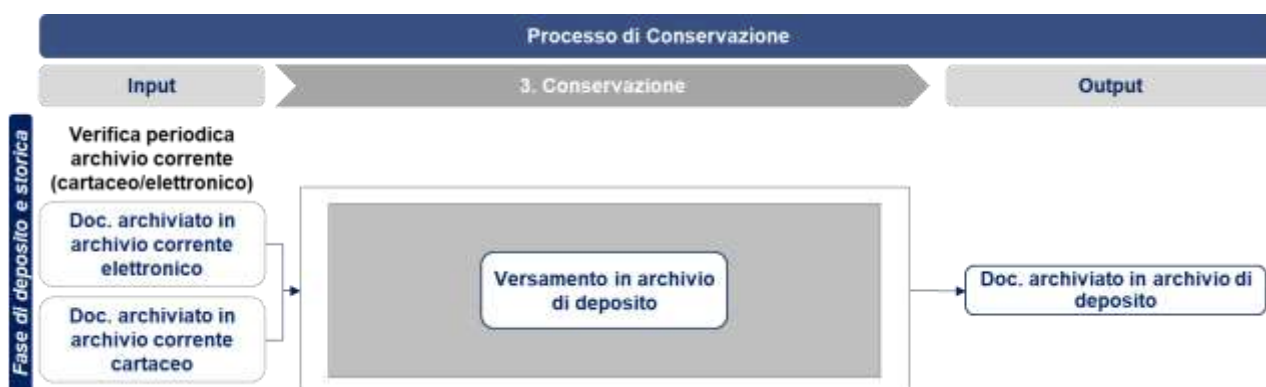 Processo di Conservazione
Input
3. Conservazione
Output
Fase di deposito e storica
Verifica periodica
archivio corrente
(cartaceo/elettronico)
Doc. archiviato in
archivio corrente
elettronico
Doc. archiviato in
archivio corrente
cartaceo
Versamento in archivio
di deposito
Doc. archiviato in archivio di
deposito